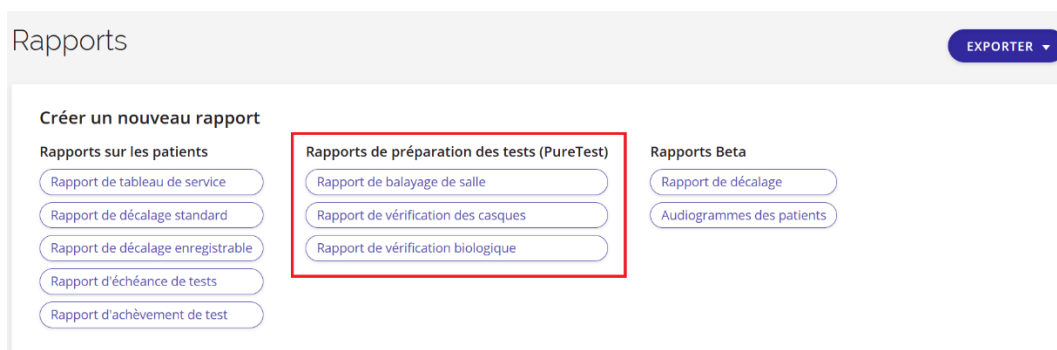 Rapports
EXPORTER
Créer un nouveau rapport
Rapports sur les patients
Rapport de tableau de service
Rapport de décalage standard
Rapport de décalage enregistrable
Rapport d'échéance de tests
Rapport d'achèvement de test
Rapports de préparation des tests (PureTest)
Rapport de balayage de salle
Rapport de vérification des casques
Rapport de vérification biologique
Rapports Beta
Rapport de décalage
Audiogrammes des patients